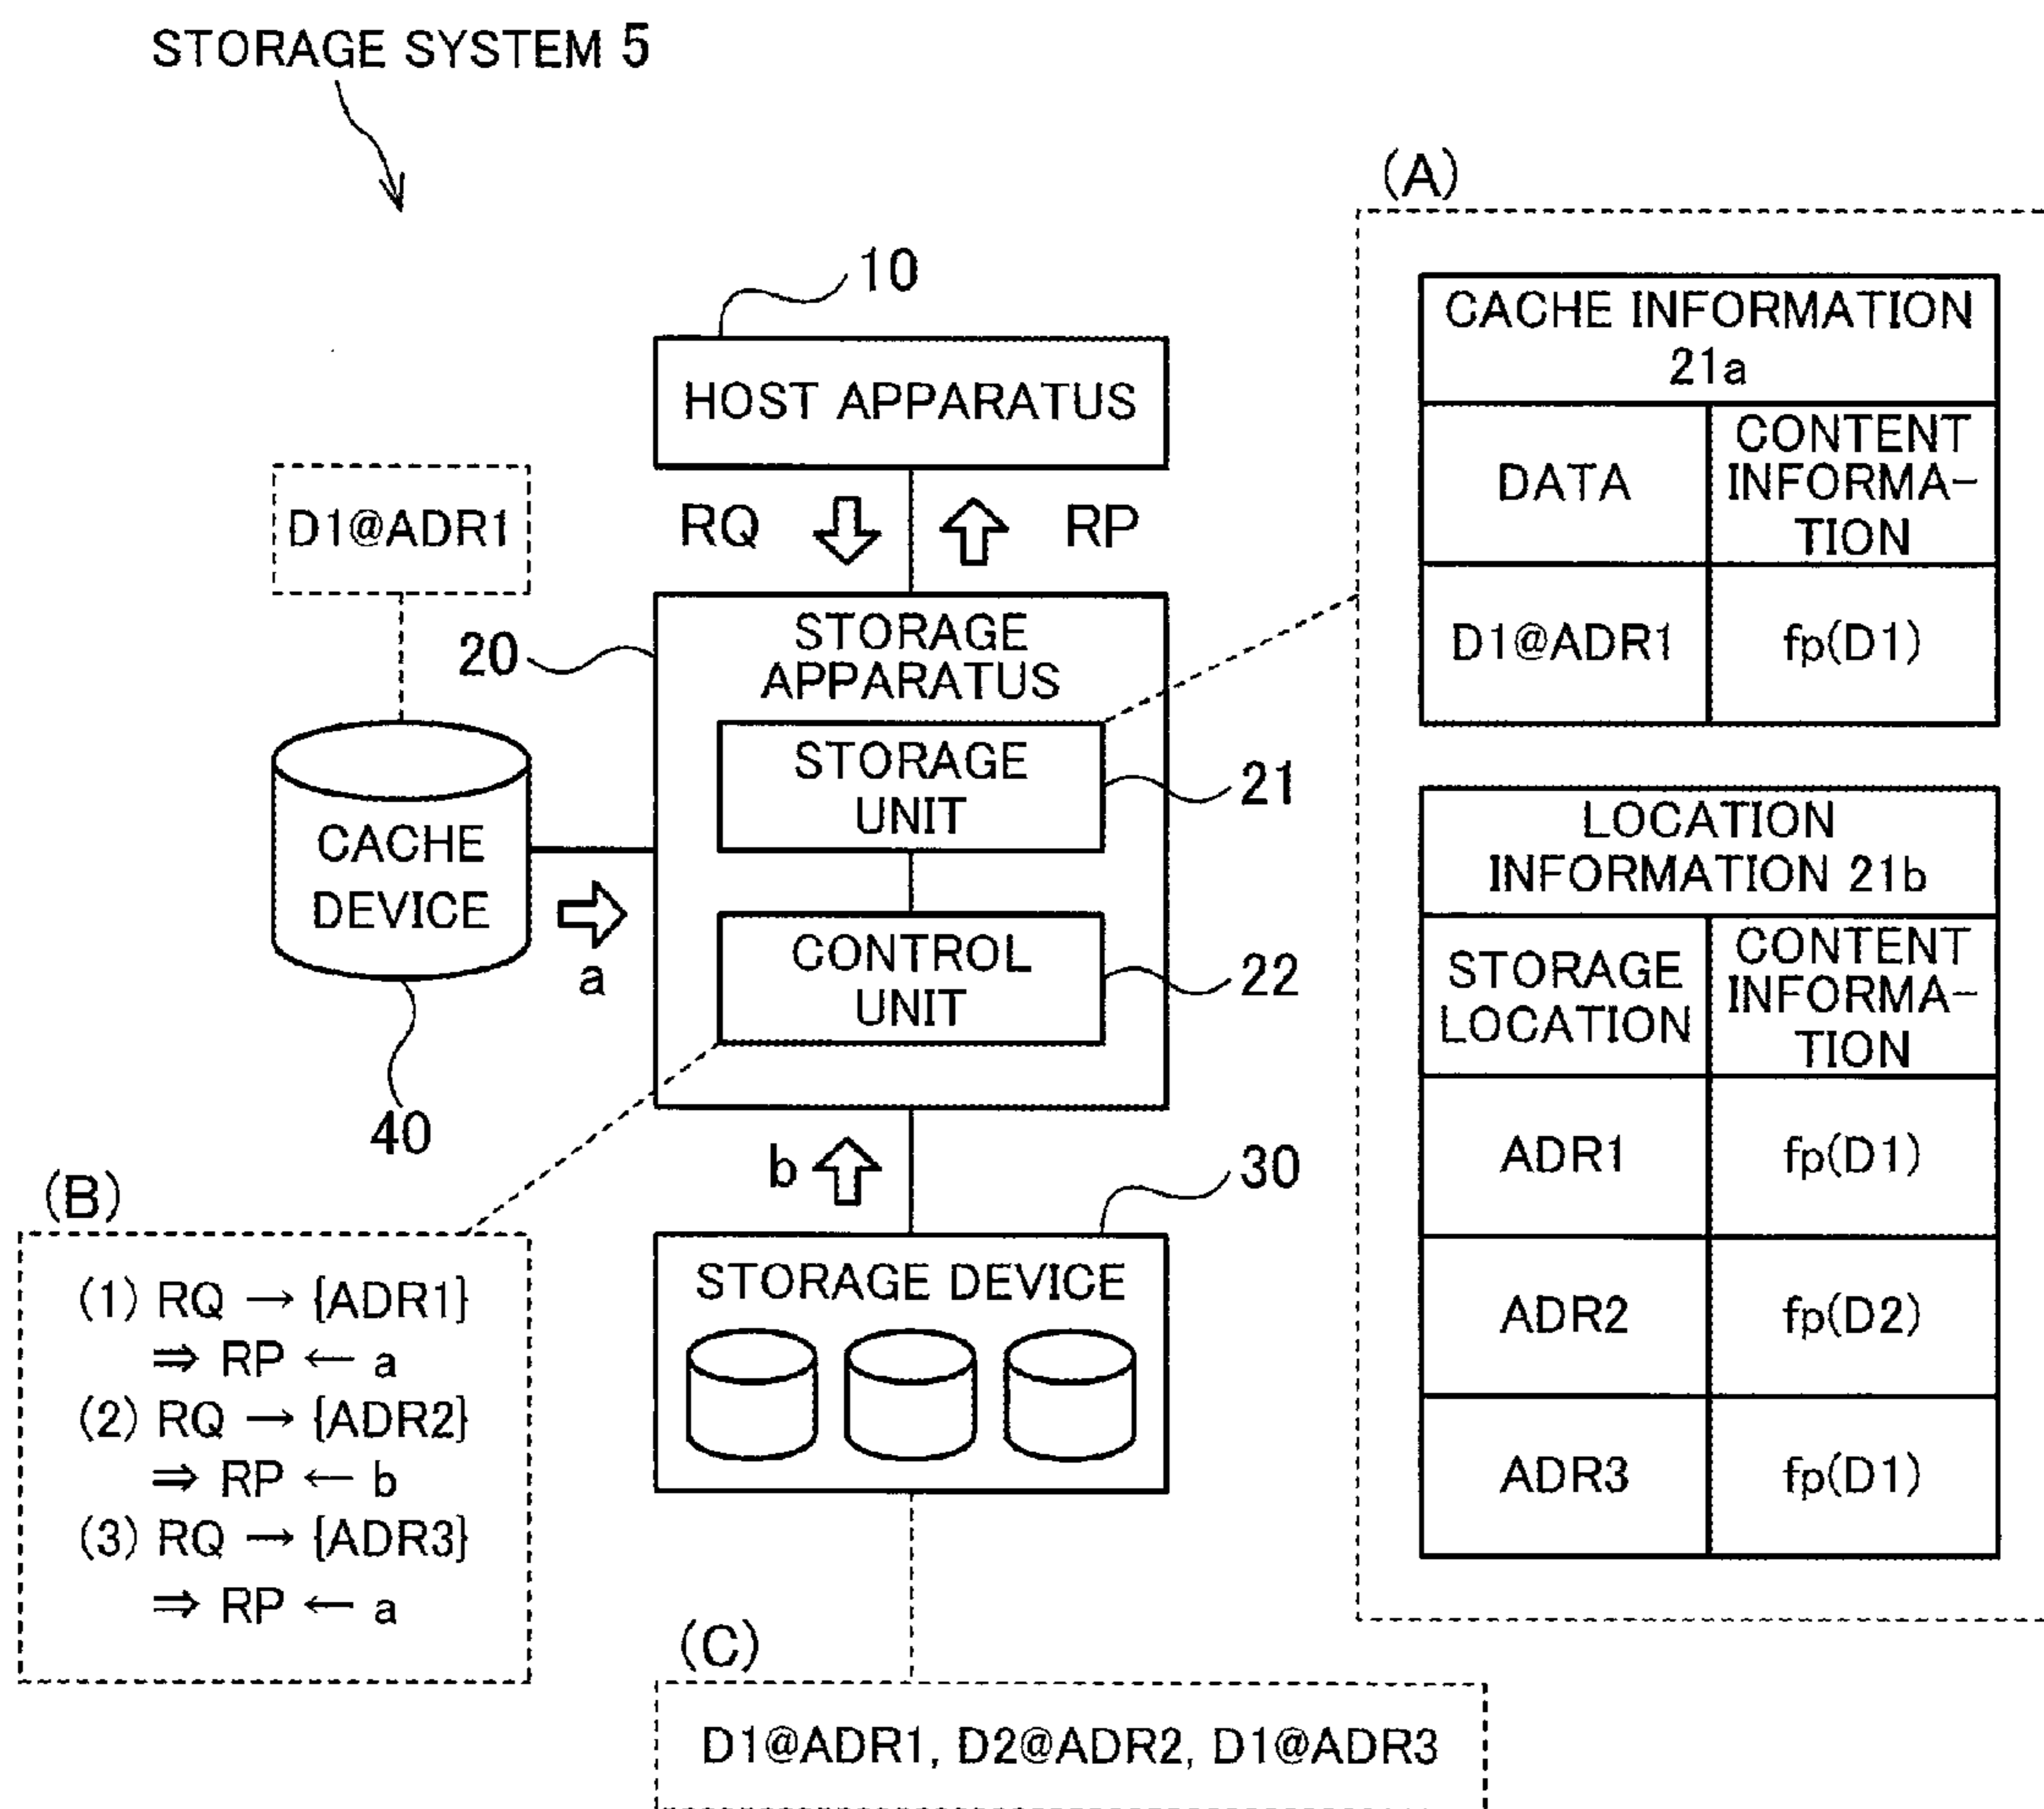 STORAGE SYSTEM 5
10
HOST APPARATUS
RQ
RP
D1@ADR1
20
STORAGE
APPARATUS
STORAGE
UNIT
21
CACHE
DEVICE
a
40
CONTROL
UNIT
22
b
30
STORAGE DEVICE
(A)
CACHE INFORMATION
21a
DATA
CONTENT
INFORMA-
TION
D1@ADR1
fp(D1)
LOCATION
INFORMATION 21b
STORAGE
LOCATION
CONTENT
INFORMA-
TION
ADR1
fp(D1)
ADR2
fp(D2)
ADR3
fp(D1)
(B)
(1) RQ → {ADR1}
⇒ RP ← a
(2) RQ → {ADR2}
⇒ RP ← b
(3) RQ → {ADR3}
⇒ RP ← a
(C)
D1@ADR1, D2@ADR2, D1@ADR3